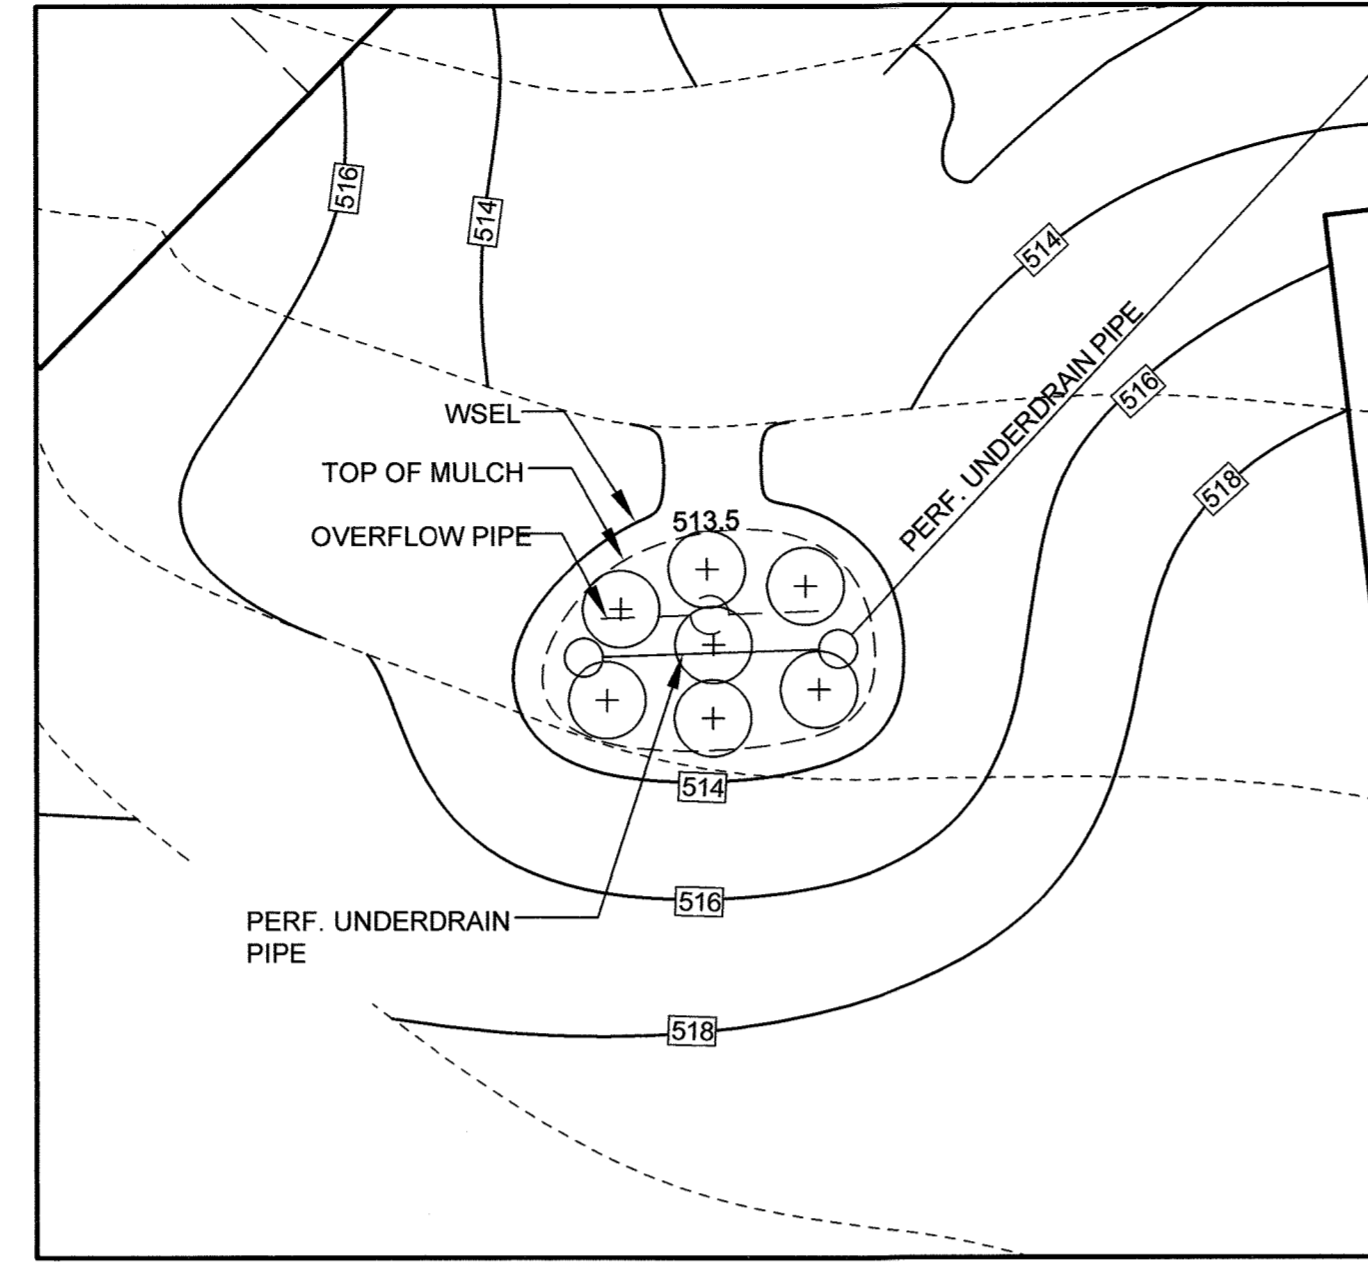 516
514
514
PERF. UNDERDRAIN PIPE
516
518
WSEL
TOP OF MULCH
OVERFLOW PIPE
513.5
514
516
PERF. UNDERDRAIN
PIPE
518